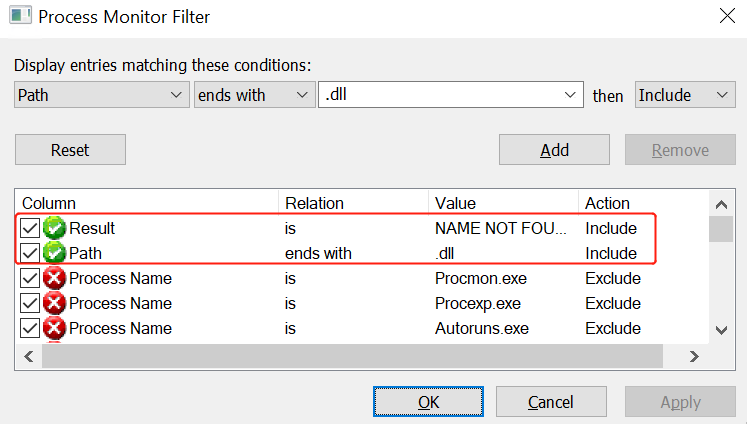 Process Monitor Filter
Display entries matching these conditions:
Path ends with .dll then Include
Reset Add Remove
Column Relation Value Action
Result is NAME NOT FOU... Include
Path ends with .dll Include
Process Name is Procmon.exe Exclude
Process Name is Procexp.exe Exclude
Process Name is Autoruns.exe Exclude
OK Cancel Apply